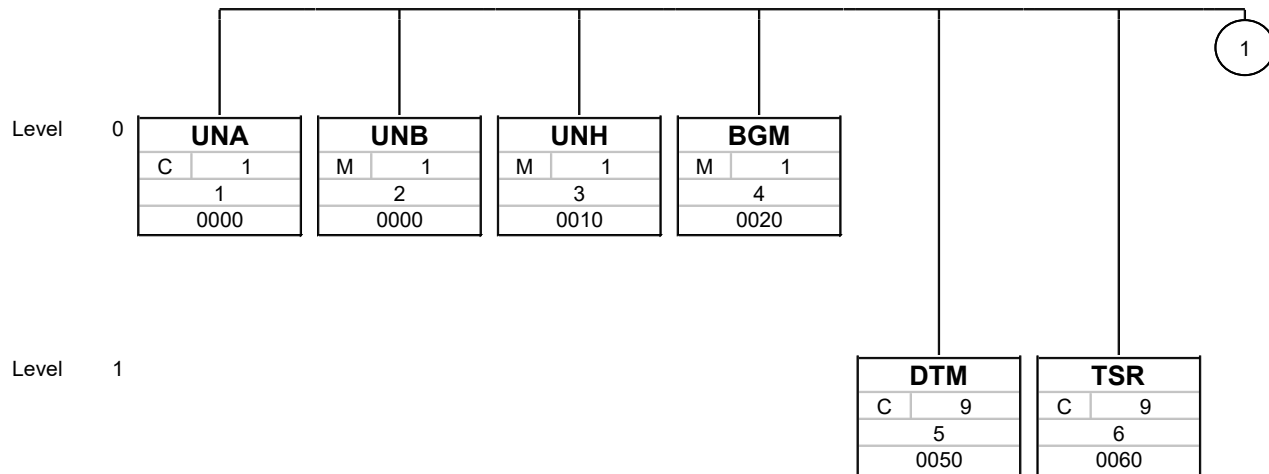 1
Level 0
UNA
C 1
1
0000
UNB
M 1
2
0000
UNH
M 1
3
0010
BGM
M 1
4
0020
Level 1
DTM
C 9
5
0050
TSR
C 9
6
0060